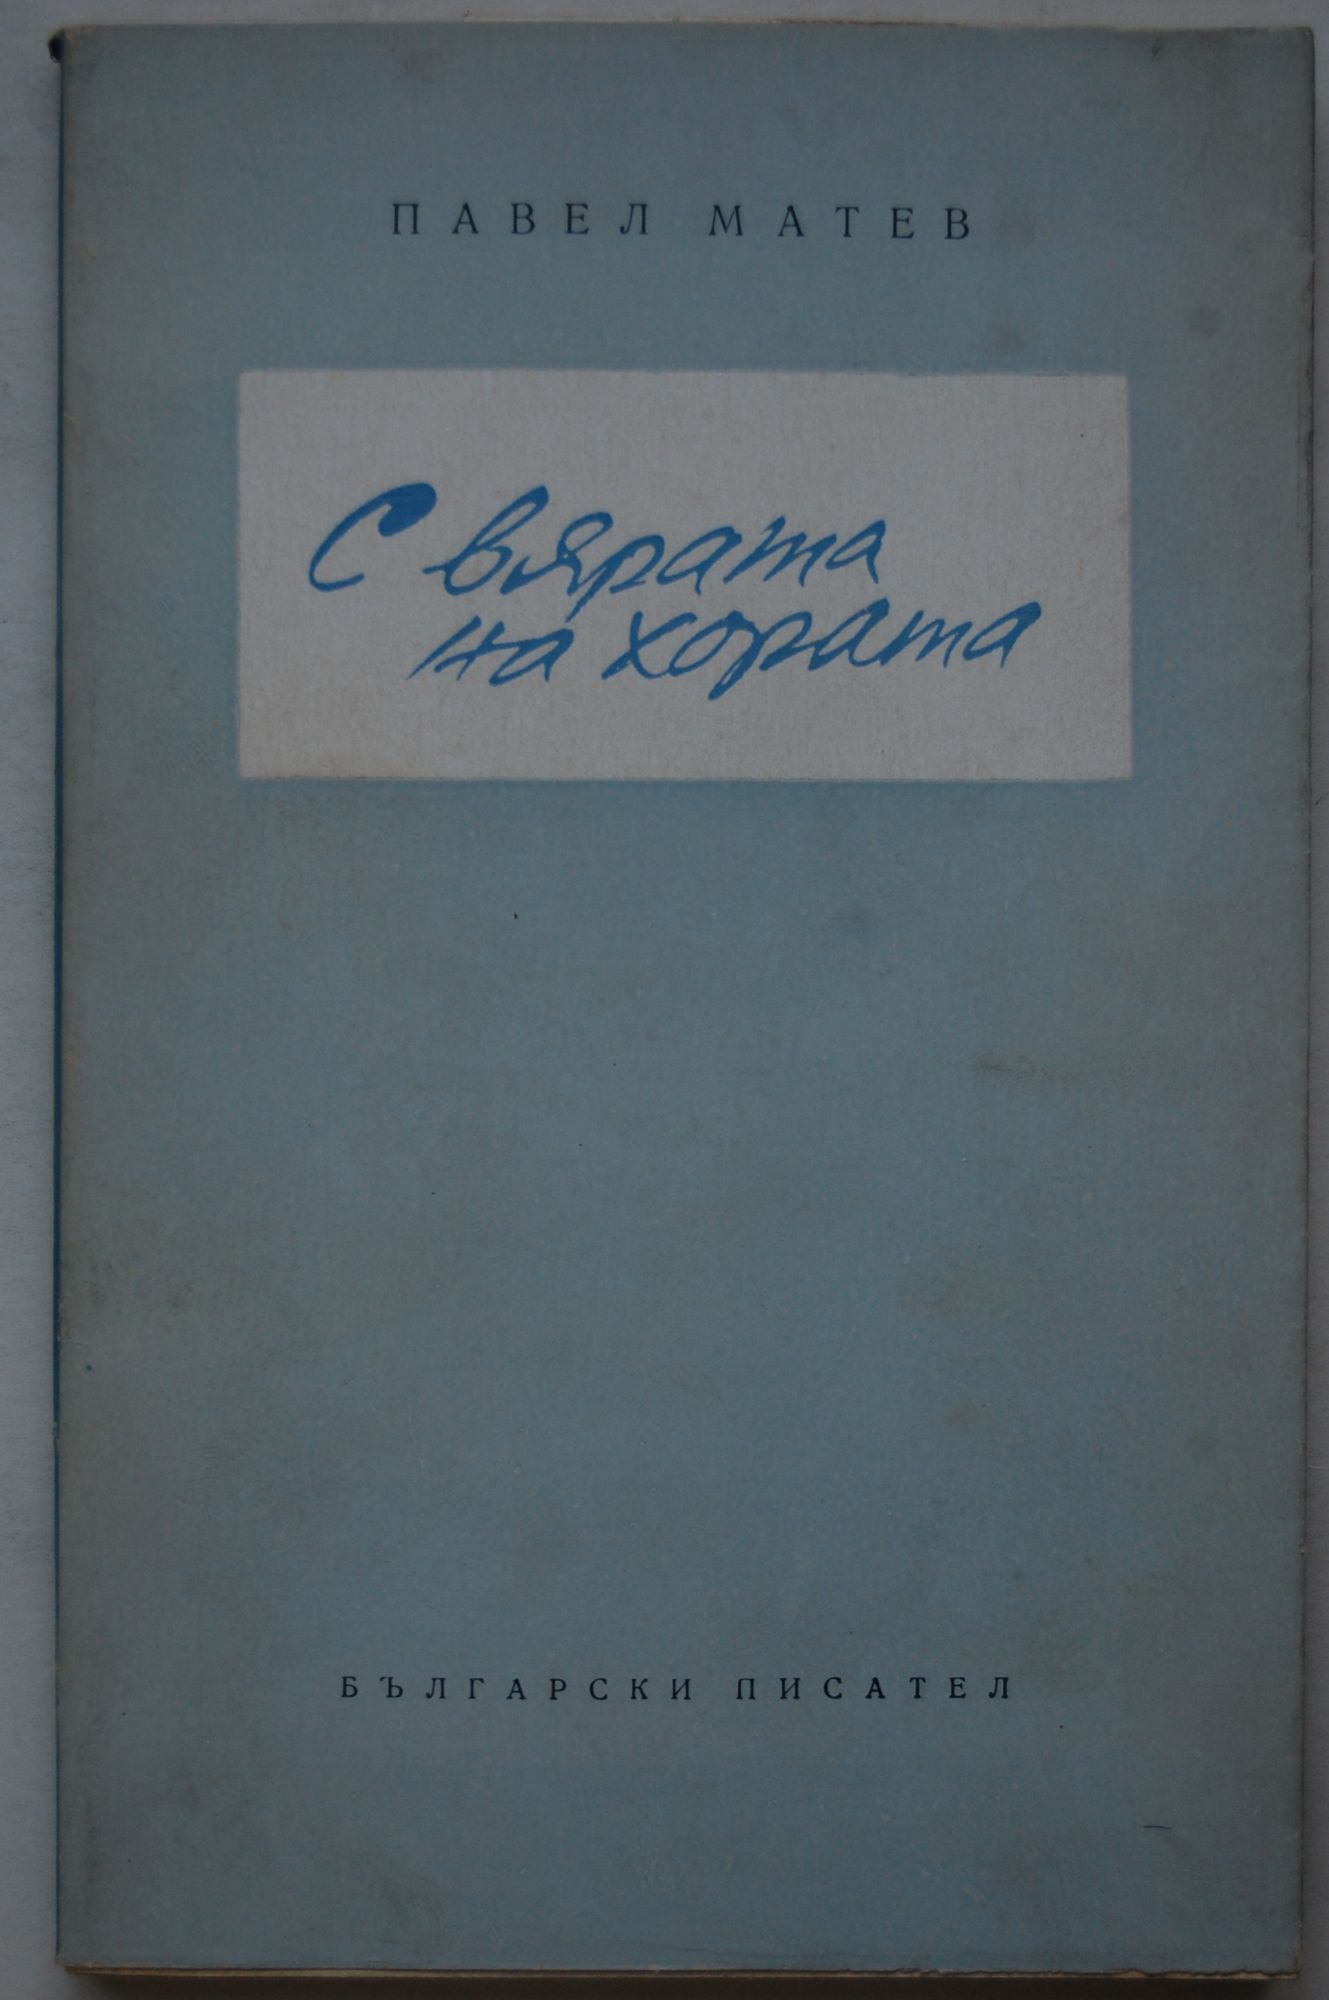 ПАВЕЛ МАТЕВ
С вярата
на хората
БЪЛГАРСКИ ПИСАТЕЛ